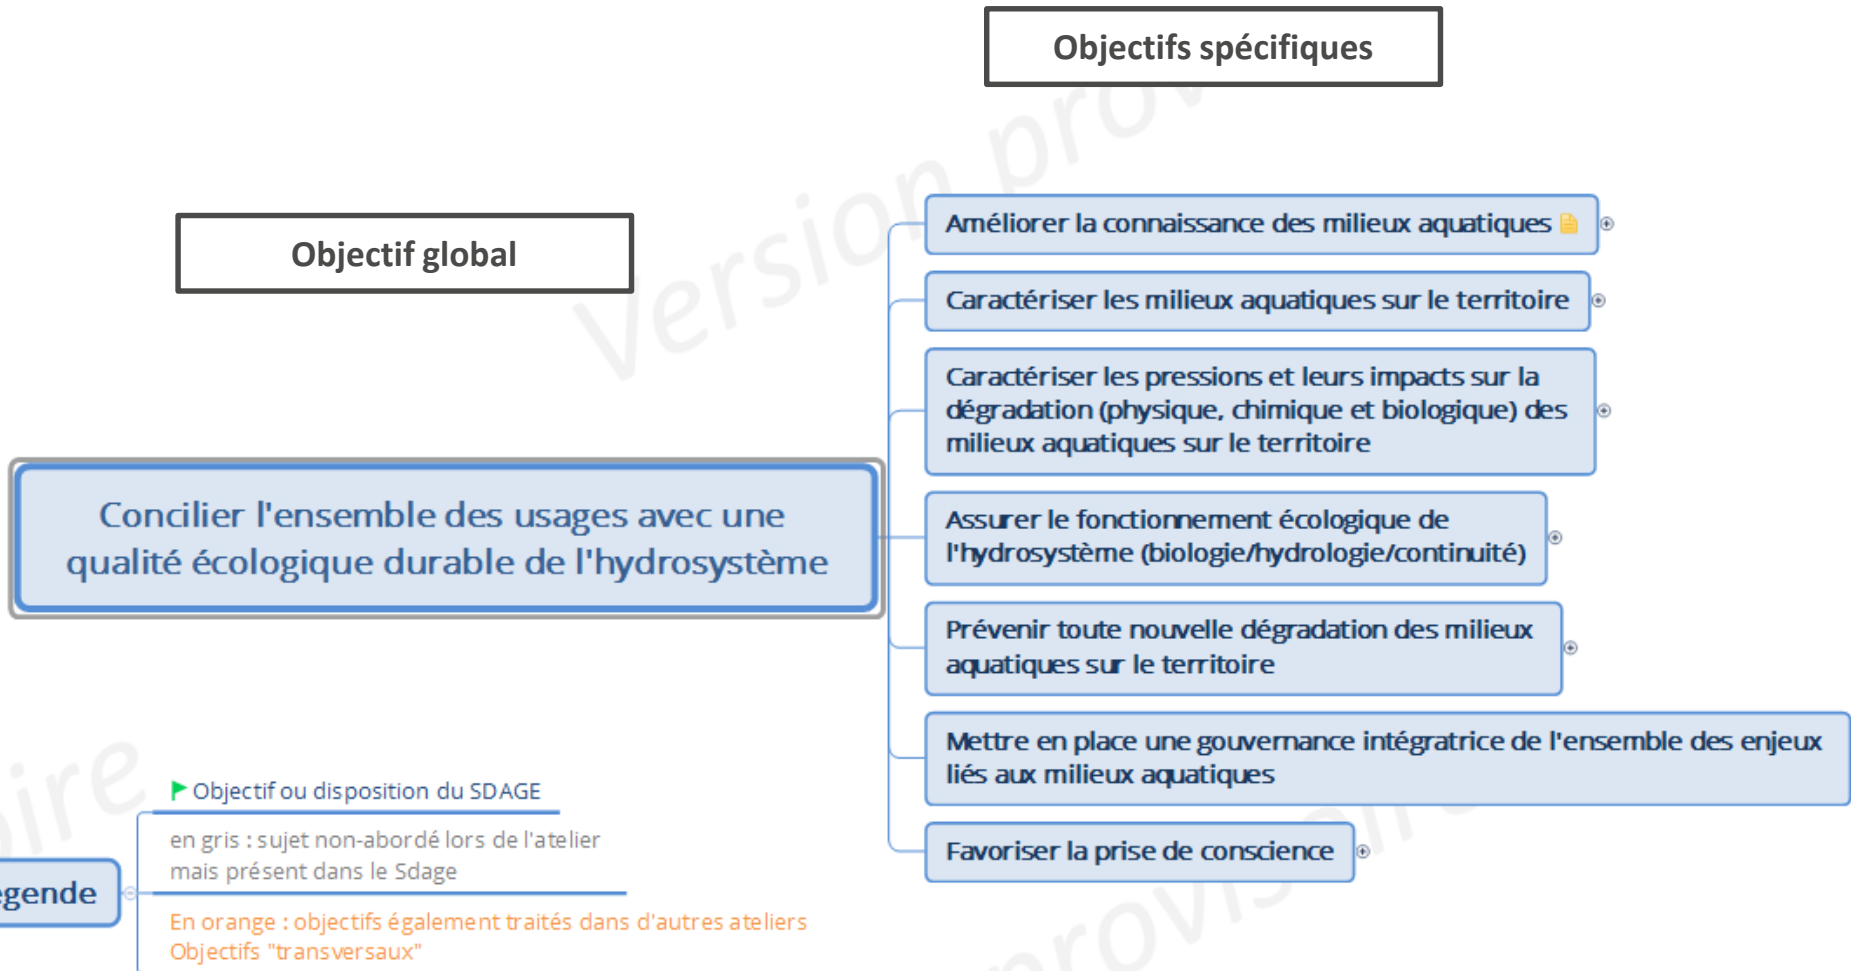 Objectifs spécifiques
Objectif global
Version prov
Améliorer la connaissance des milieux aquatiques
Caractériser les milieux aquatiques sur le territoire
Caractériser les pressions et leurs impacts sur la
dégradation (physique, chimique et biologique) des
milieux aquatiques sur le territoire
Concilier l'ensemble des usages avec une
qualité écologique durable de l'hydrosystème
Assurer le fonctionnement écologique de
l'hydrosystème (biologie/hydrologie/continuité)
Prévenir toute nouvelle dégradation des milieux
aquatiques sur le territoire
Mettre en place une gouvernance intégratrice de l'ensemble des enjeux
liés aux milieux aquatiques
Favoriser la prise de conscience
oire
rovisoire
égende
Objectif ou disposition du SDAGE
en gris : sujet non-abordé lors de l'atelier
mais présent dans le Sdage
En orange : objectifs également traités dans d'autres ateliers
Objectifs "transversaux"